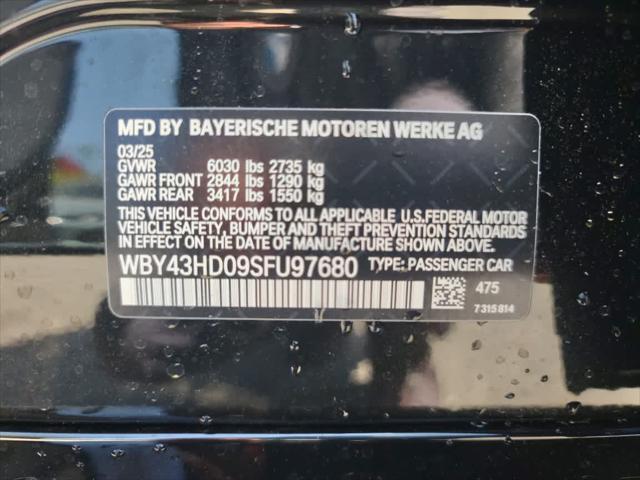 MFD BY BAYERISCHE MOTOREN WERKE AG
03/25
GVWR 6030 lbs 2735 kg
GAWR FRONT 2844 lbs 1290 kg
GAWR REAR 3417 lbs 1550 kg
THIS VEHICLE CONFORMS TO ALL APPLICABLE U.S.FEDERAL MOTOR
VEHICLE SAFETY, BUMPER AND THEFT PREVENTION STANDARDS
IN EFFECT ON THE DATE OF MANUFACTURE SHOWN ABOVE.
WBY43HD09SFU97680 TYPE: PASSENGER CAR
475
7315814